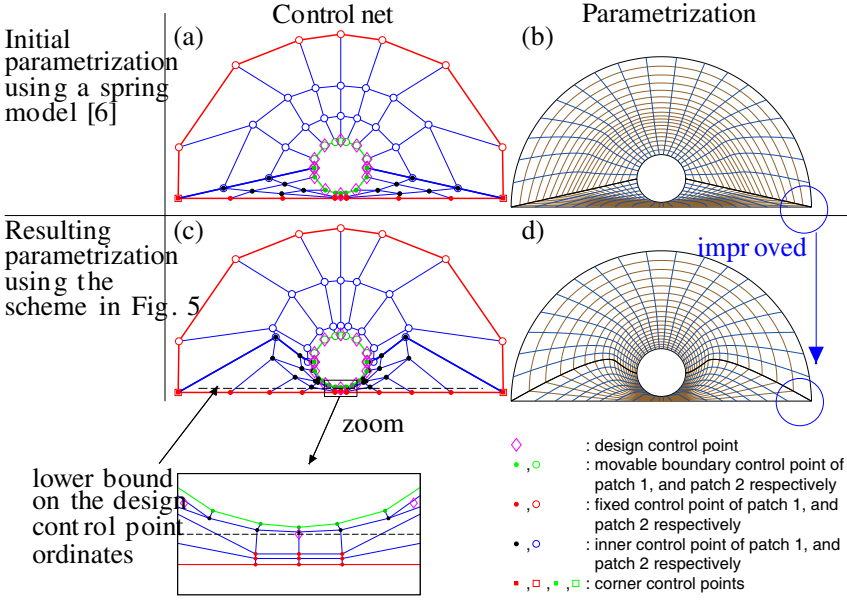 Control net
Parametrization
Initial
parametrization
using a spring
model [6]
(a)
(b)
Resulting
parametrization
using the
scheme in Fig. 5
(c)
d)
improved
zoom
lower bound
on the design
control point
ordinates
: design control point
, : movable boundary control point of
patch 1, and patch 2 respectively
, : fixed control point of patch 1, and
patch 2 respectively
, : inner control point of patch 1, and
patch 2 respectively
, , , : corner control points